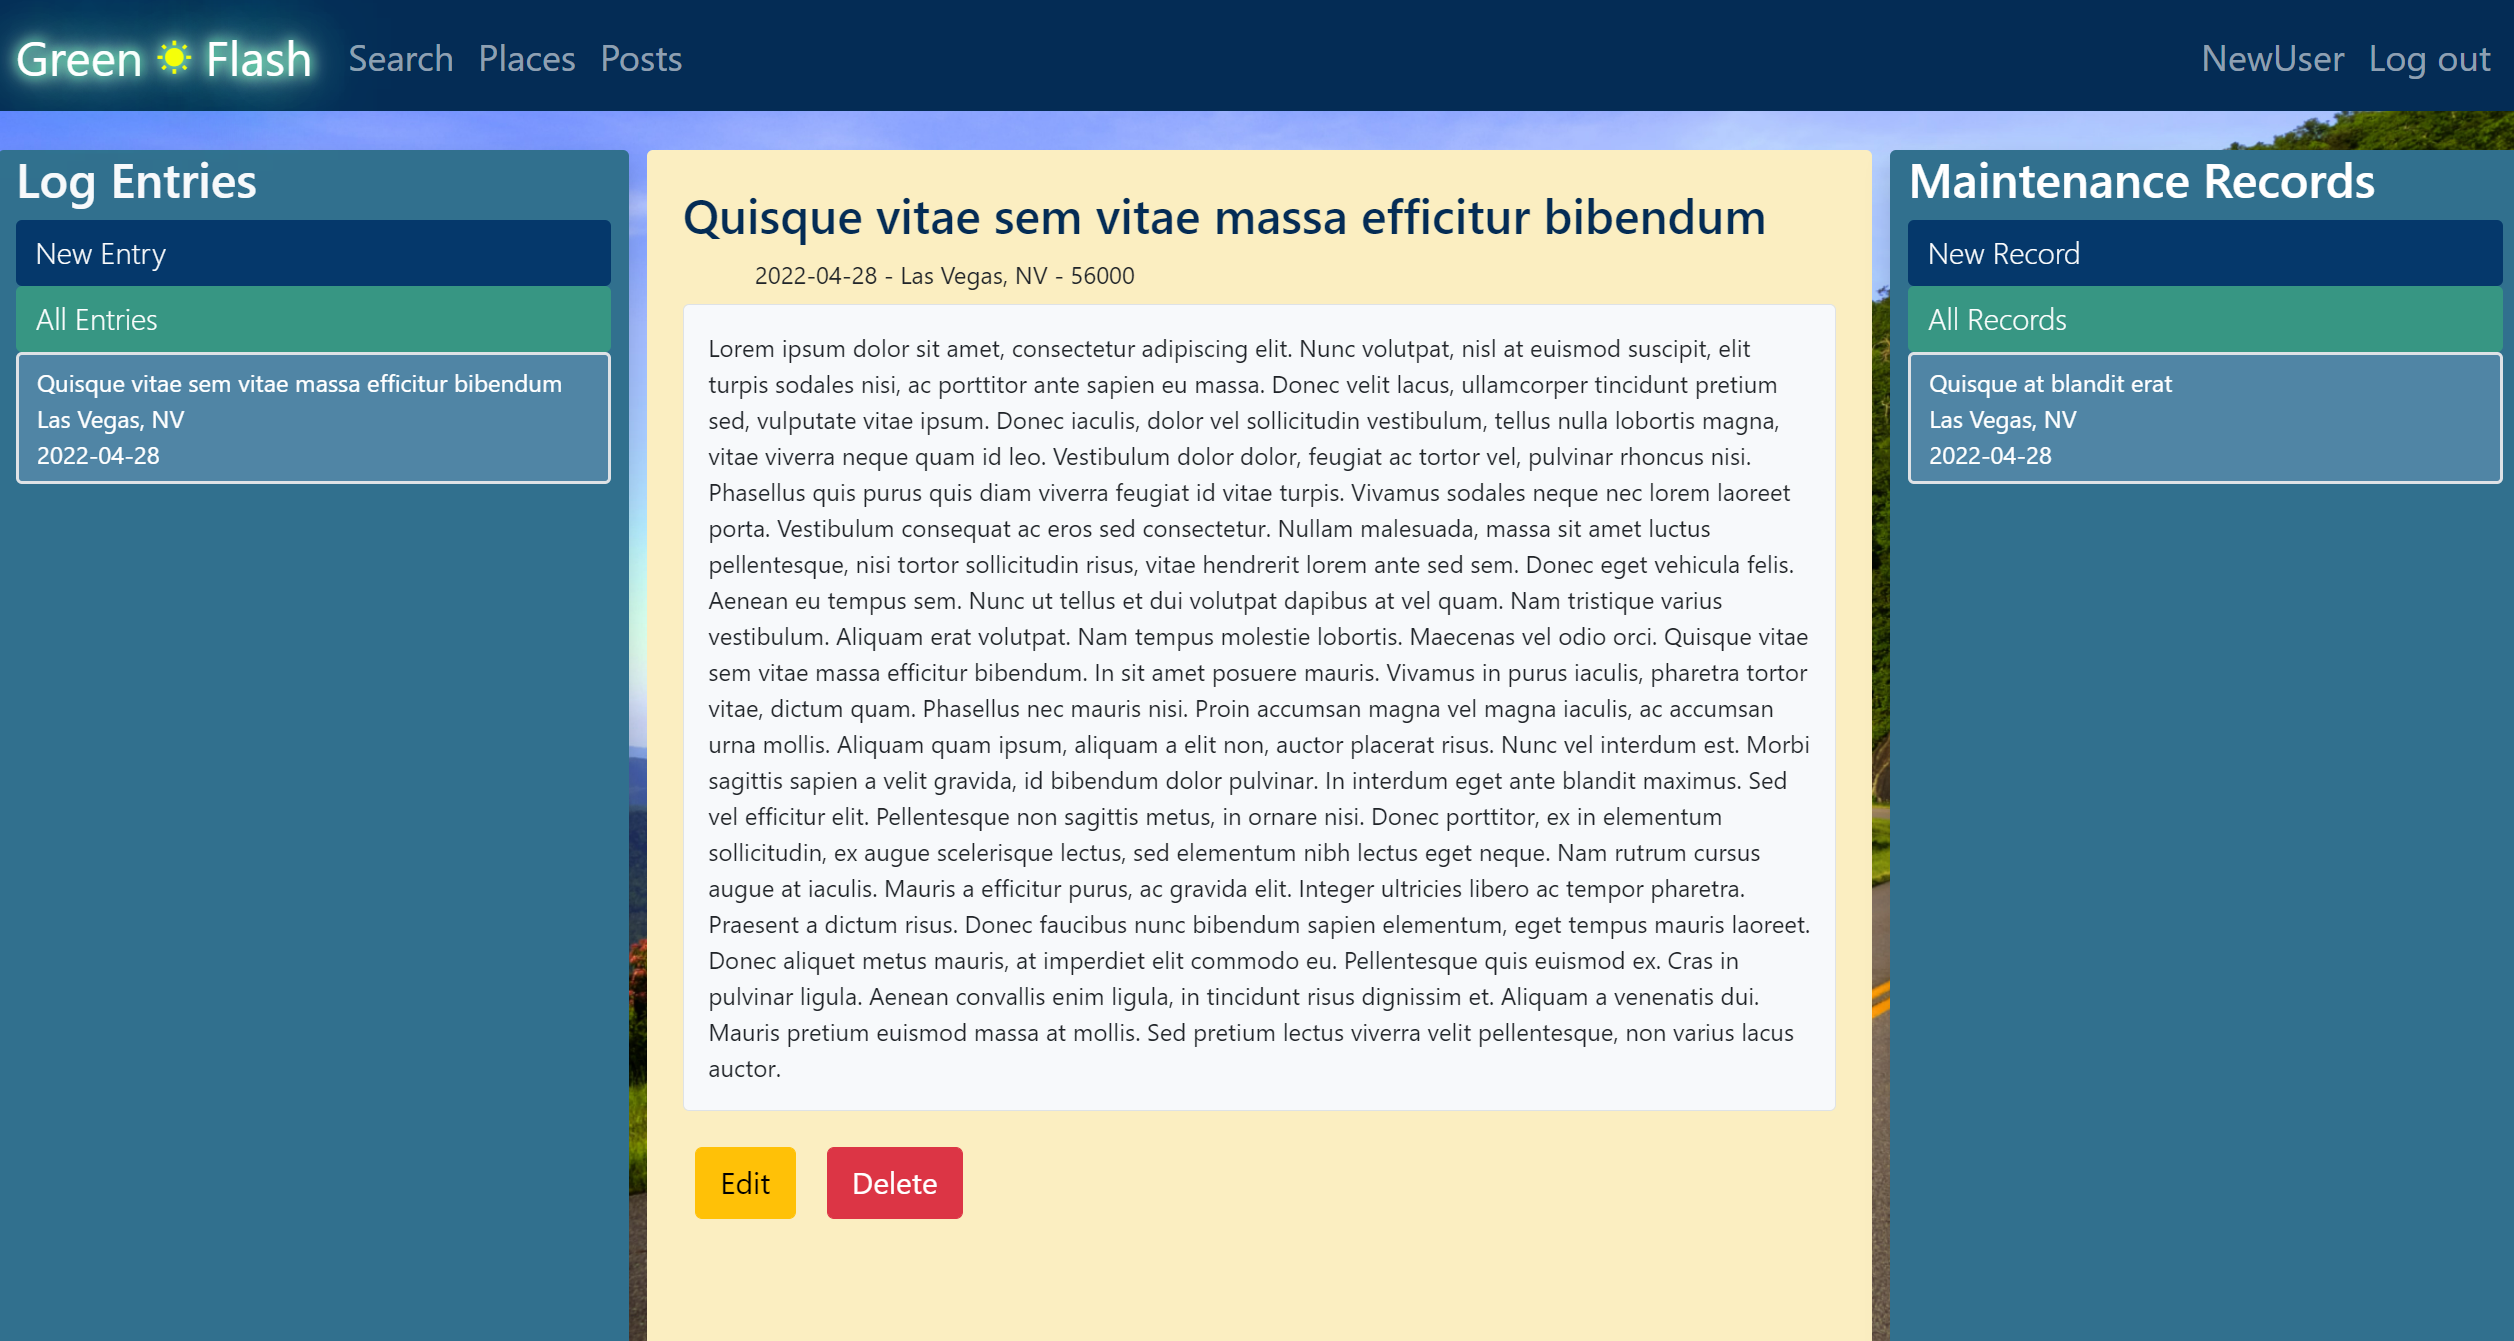 Green Flash Search Places Posts NewUser Log out
Log Entries
New Entry
All Entries
Quisque vitae sem vitae massa efficitur bibendum
Las Vegas, NV
2022-04-28
Quisque vitae sem vitae massa efficitur bibendum
2022-04-28 - Las Vegas, NV - 56000
Lorem ipsum dolor sit amet, consectetur adipiscing elit. Nunc volutpat, nisl at euismod suscipit, elit
turpis sodales nisi, ac porttitor ante sapien eu massa. Donec velit lacus, ullamcorper tincidunt pretium
sed, vulputate vitae ipsum. Donec iaculis, dolor vel sollicitudin vestibulum, tellus nulla lobortis magna,
vitae viverra neque quam id leo. Vestibulum dolor dolor, feugiat ac tortor vel, pulvinar rhoncus nisi.
Phasellus quis purus quis diam viverra feugiat id vitae turpis. Vivamus sodales neque nec lorem laoreet
porta. Vestibulum consequat ac eros sed consectetur. Nullam malesuada, massa sit amet luctus
pellentesque, nisi tortor sollicitudin risus, vitae hendrerit lorem ante sed sem. Donec eget vehicula felis.
Aenean eu tempus sem. Nunc ut tellus et dui volutpat dapibus at vel quam. Nam tristique varius
vestibulum. Aliquam erat volutpat. Nam tempus molestie lobortis. Maecenas vel odio orci. Quisque vitae
sem vitae massa efficitur bibendum. In sit amet posuere mauris. Vivamus in purus iaculis, pharetra tortor
vitae, dictum quam. Phasellus nec mauris nisi. Proin accumsan magna vel magna iaculis, ac accumsan
urna mollis. Aliquam quam ipsum, aliquam a elit non, auctor placerat risus. Nunc vel interdum est. Morbi
sagittis sapien a velit gravida, id bibendum dolor pulvinar. In interdum eget ante blandit maximus. Sed
vel efficitur elit. Pellentesque non sagittis metus, in ornare nisi. Donec porttitor, ex in elementum
sollicitudin, ex augue scelerisque lectus, sed elementum nibh lectus eget neque. Nam rutrum cursus
augue at iaculis. Mauris a efficitur purus, ac gravida elit. Integer ultricies libero ac tempor pharetra.
Praesent a dictum risus. Donec faucibus nunc bibendum sapien elementum, eget tempus mauris laoreet.
Donec aliquet metus mauris, at imperdiet elit commodo eu. Pellentesque quis euismod ex. Cras in
pulvinar ligula. Aenean convallis enim ligula, in tincidunt risus dignissim et. Aliquam a venenatis dui.
Mauris pretium euismod massa at mollis. Sed pretium lectus viverra velit pellentesque, non varius lacus
auctor.
Edit Delete
Maintenance Records
New Record
All Records
Quisque at blandit erat
Las Vegas, NV
2022-04-28